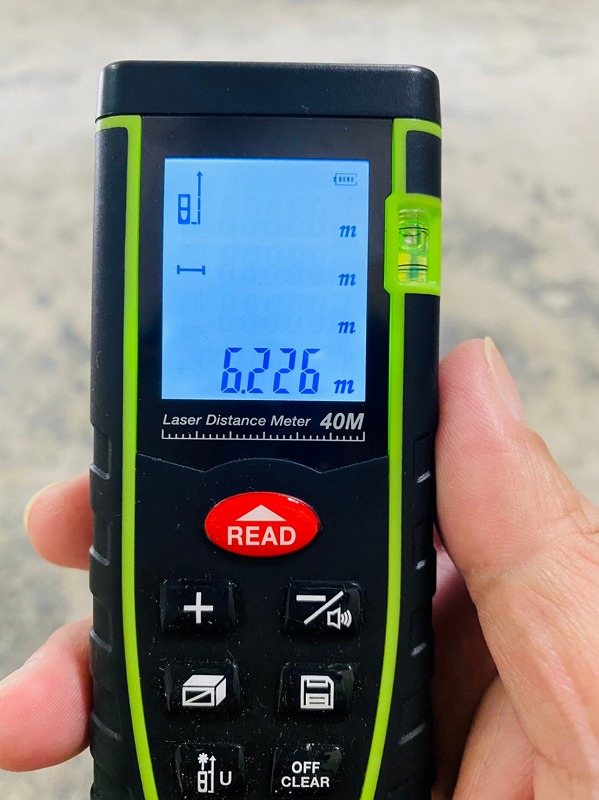 m
m
m
6.226 m
Laser Distance Meter 40M
READ
U
OFF
CLEAR